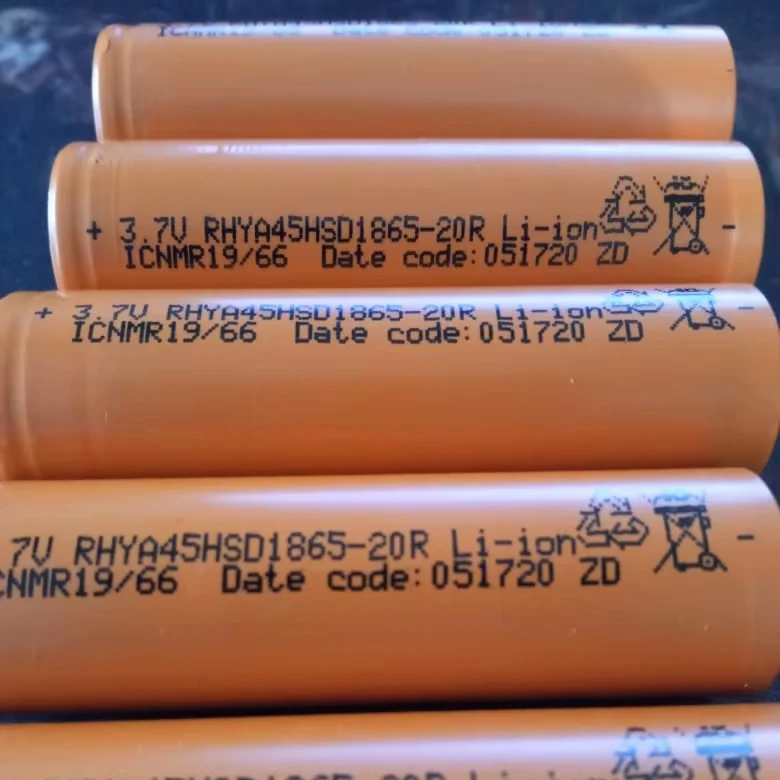 + 3.7V RHYA45HSD1865-20R Li-ion -
ICNMR19/66 Date code:051720 ZD
+ 3.7V RHYA45HSD1865-20R Li-ion -
ICNMR19/66 Date code:051720 ZD
.7V RHYA45HSD1865-20R Li-ion -
CNMR19/66 Date code:051720 ZD